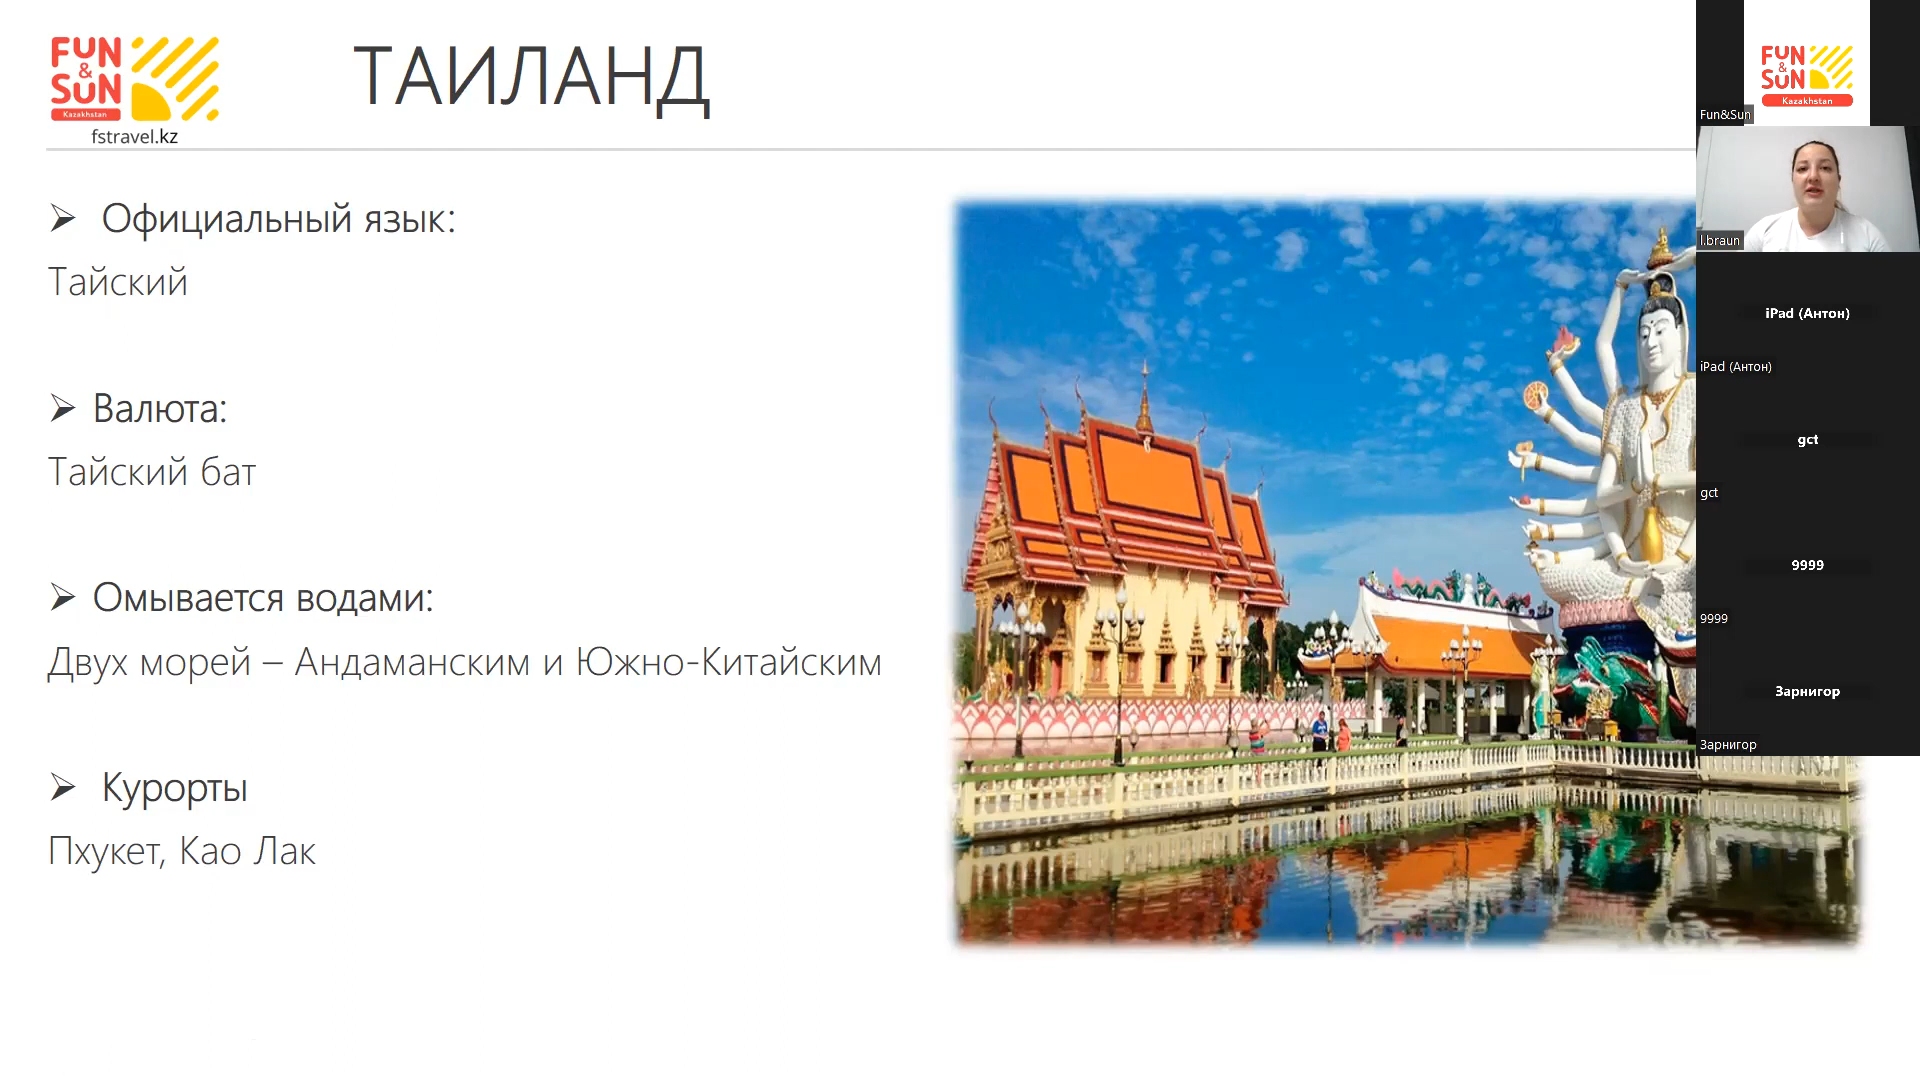 FUN
&
SUN
Kazakhstan
fstravel.kz
ТАИЛАНД
➢ Официальный язык:
Тайский
➢ Валюта:
Тайский бат
➢ Омывается водами:
Двух морей – Андаманским и Южно-Китайским
➢ Курорты
Пхукет, Као Лак
FUN
&
SUN
Kazakhstan
Fun&Sun
l.braun
iPad (Антон)
iPad (Антон)
gct
gct
9999
9999
Зарнигор
Зарнигор